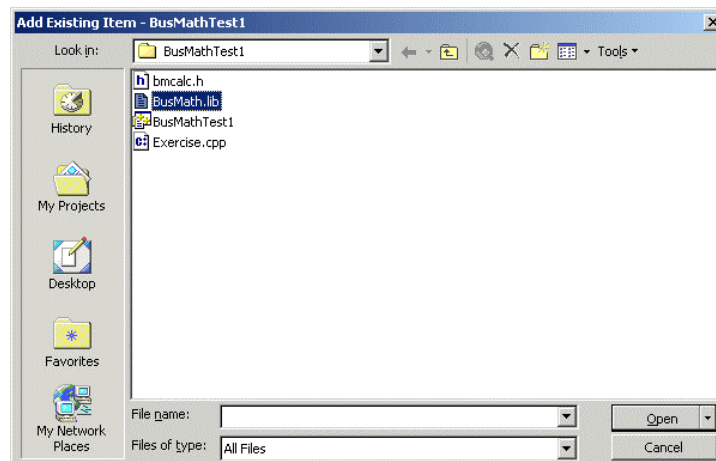 Add Existing Item - BusMathTest1
Look in:
BusMathTest1
Tools
History
My Projects
Desktop
Favorites
My Network
Places
bmcalc.h
BusMath.lib
BusMathTest1
Exercise.cpp
File name:
Open
Files of type:
All Files
Cancel